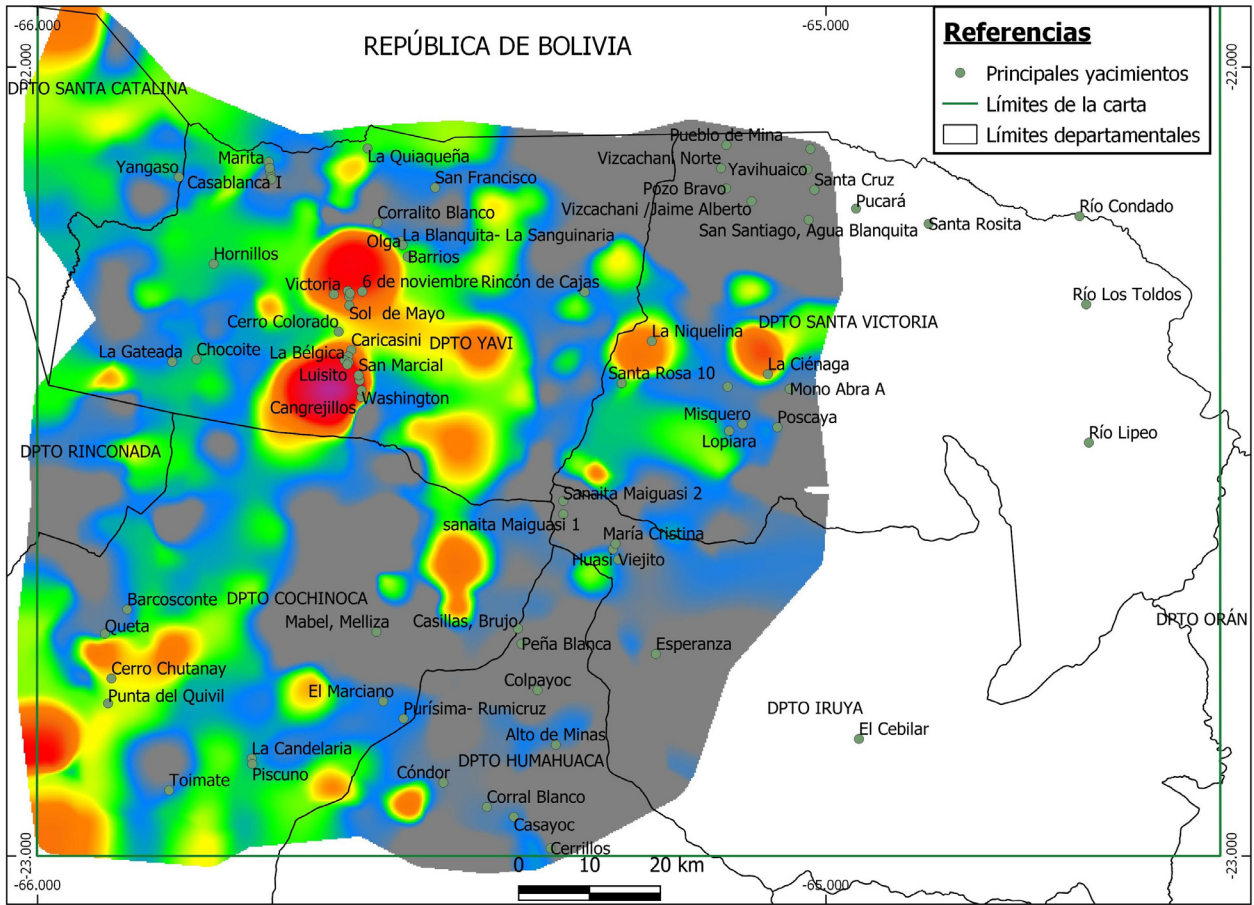 -66.000
-65.000
REPÚBLICA DE BOLIVIA
Referencias
Principales yacimientos
Límites de la carta
Límites departamentales
-22.000
-22.000
DPTO SANTA CATALINA
Pueblo de Mina
Marita
La Quiaqueña
Yangaso
Casablanca I
San Francisco
Vizcachani Norte
Yavihuaico
Santa Cruz
Pozo Bravo
Corralito Blanco
Vizcachani /Jaime Alberto
Pucará
Río Condado
San Santiago, Agua Blanquita
Santa Rosita
Olga
La Blanquita- La Sanguinaria
Barrios
Hornillos
Victoria
6 de noviembre
Rincón de Cajas
Río Los Toldos
Sol de Mayo
Cerro Colorado
DPTO SANTA VICTORIA
La Niquelina
Caricasini
DPTO YAVI
La Gateada
Chocoite
La Bélgica
San Marcial
La Ciénaga
Luisito
Santa Rosa 10
Mono Abra A
Washington
Cangrejillos
Misquero
Poscaya
Lopiara
Río Lipeo
DPTO RINCONADA
Sanaita Maiguasi 2
sanaita Maiguasi 1
María Cristina
Huasi Viejito
Barcosconte
DPTO COCHINOCA
Queta
Mabel, Melliza
Casillas, Brujo
DPTO ORÁN
Peña Blanca
Esperanza
Cerro Chutanay
Colpayoc
Punta del Quivil
El Marciano
Purísima- Rumicruz
DPTO IRUYA
El Cebilar
Alto de Minas
La Candelaria
DPTO HUMAHUACA
Piscuno
Toimate
Cóndor
Corral Blanco
Casayoc
Cerrillos
-23.000
-23.000
0 10 20 km
-66.000
-65.000